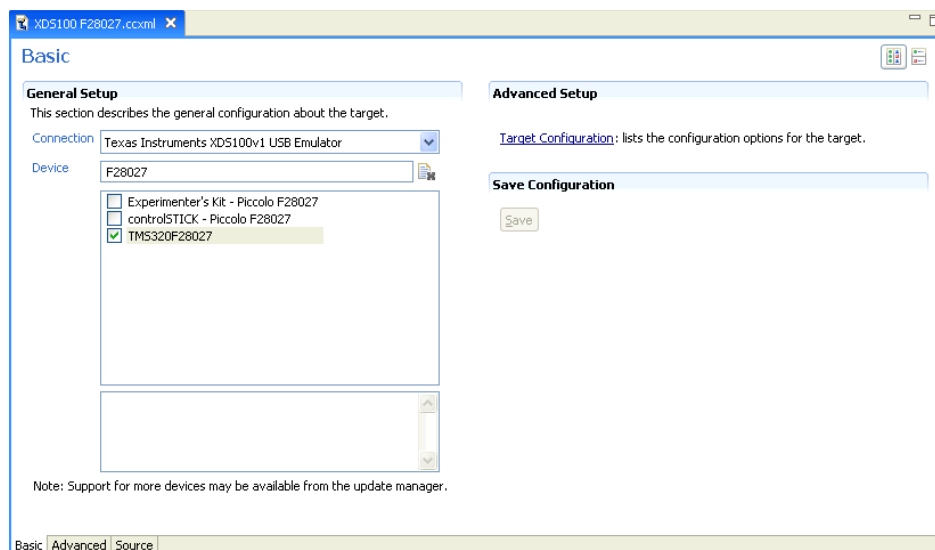 XDS100 F28027.ccxml
Basic
General Setup
This section describes the general configuration about the target.
Connection Texas Instruments XDS100v1 USB Emulator
Device F28027
Experimenter's Kit - Piccolo F28027
controlSTICK - Piccolo F28027
TMS320F28027
Note: Support for more devices may be available from the update manager.
Advanced Setup
Target Configuration: lists the configuration options for the target.
Save Configuration
Save
Basic Advanced Source